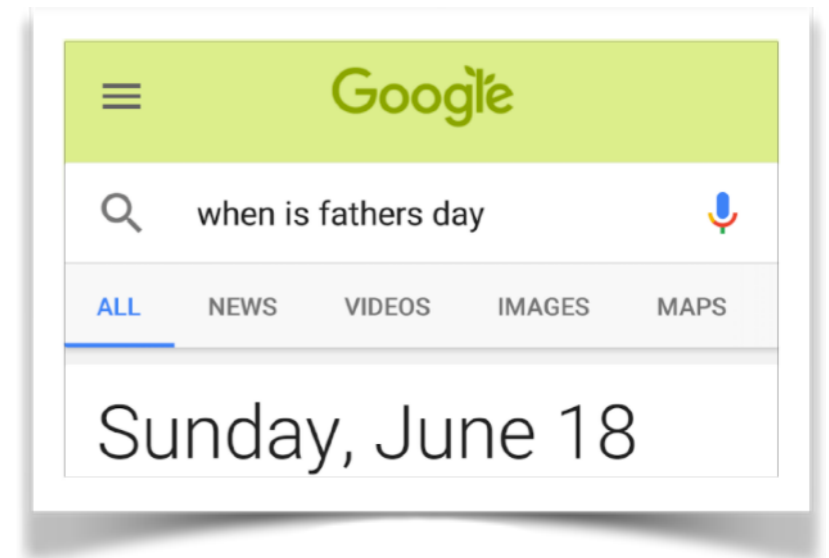 Google
when is fathers day
ALL NEWS VIDEOS IMAGES MAPS
Sunday, June 18